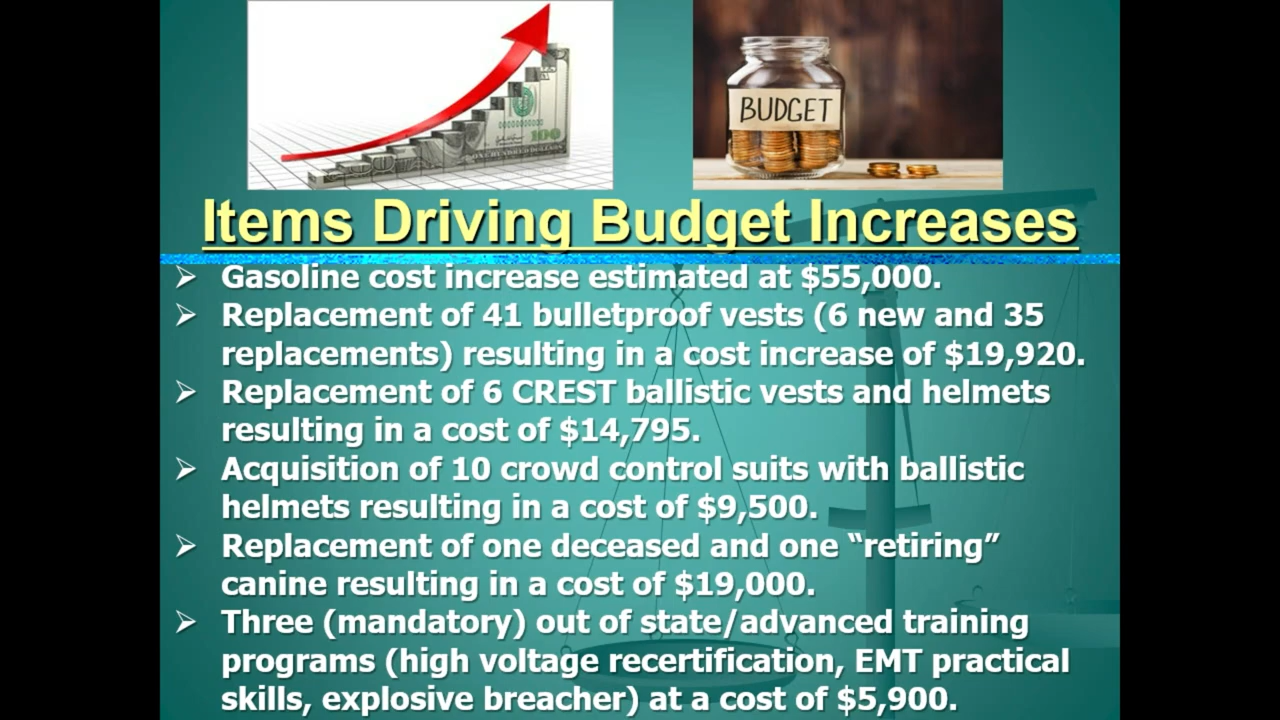 BUDGET
100
ONE HUNDRED DOLLARS
Items Driving Budget Increases
➢ Gasoline cost increase estimated at $55,000.
➢ Replacement of 41 bulletproof vests (6 new and 35
replacements) resulting in a cost increase of $19,920.
➢ Replacement of 6 CREST ballistic vests and helmets
resulting in a cost of $14,795.
➢ Acquisition of 10 crowd control suits with ballistic
helmets resulting in a cost of $9,500.
➢ Replacement of one deceased and one “retiring”
canine resulting in a cost of $19,000.
➢ Three (mandatory) out of state/advanced training
programs (high voltage recertification, EMT practical
skills, explosive breacher) at a cost of $5,900.